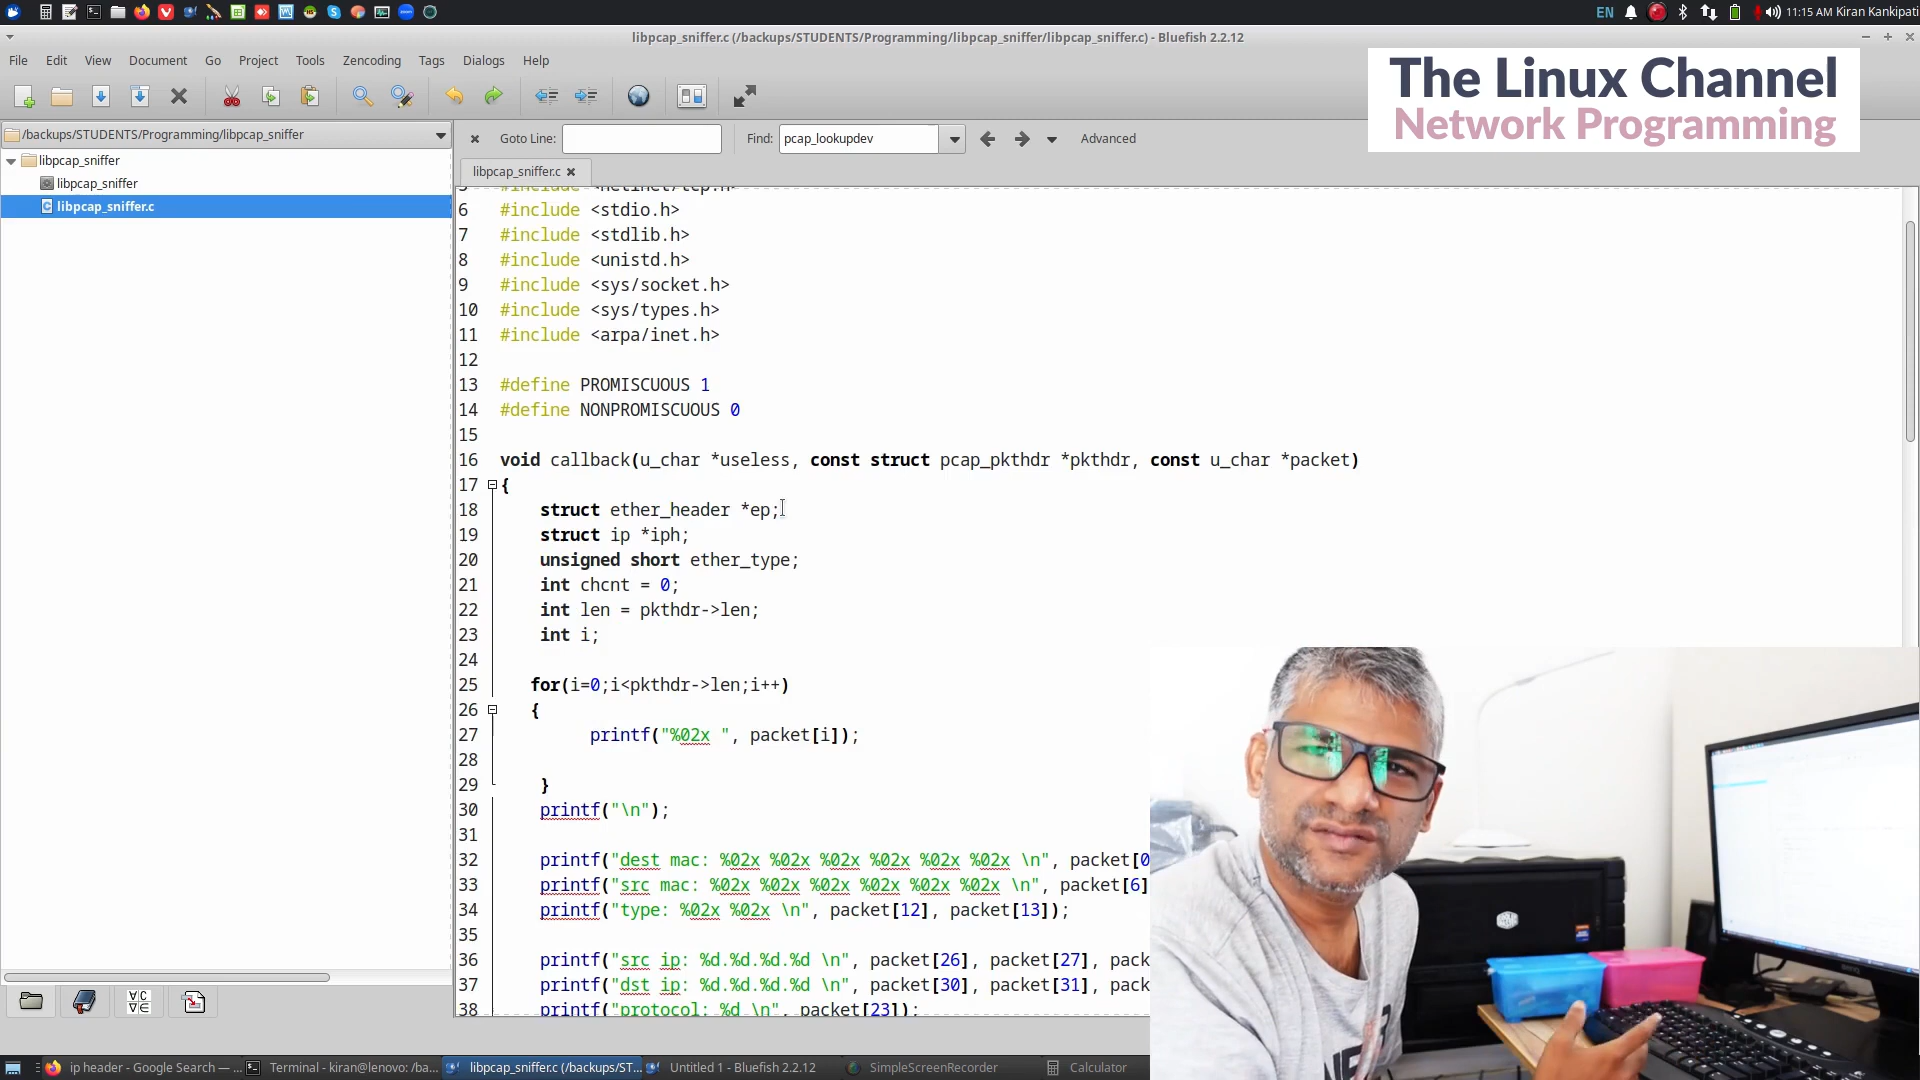 EN
11:15 AM Kiran Kankipati
libpcap_sniffer.c (/backups/STUDENTS/Programming/libpcap_sniffer/libpcap_sniffer.c) - Bluefish 2.2.12
File Edit View Document Go Project Tools Encoding Tags Dialogs Help
The Linux Channel
Network Programming
/backups/STUDENTS/Programming/libpcap_sniffer
Goto Line: Find: pcap_lookupdev Advanced
libpcap_sniffer
libpcap_sniffer
libpcap_sniffer.c
libpcap_sniffer.c
5 #include <netinet/tcp.h>
6 #include <stdio.h>
7 #include <stdlib.h>
8 #include <unistd.h>
9 #include <sys/socket.h>
10 #include <sys/types.h>
11 #include <arpa/inet.h>
12
13 #define PROMISCUOUS 1
14 #define NONPROMISCUOUS 0
15
16 void callback(u_char *useless, const struct pcap_pkthdr *pkthdr, const u_char *packet)
17 {
18 struct ether_header *ep;
19 struct ip *iph;
20 unsigned short ether_type;
21 int chcnt = 0;
22 int len = pkthdr->len;
23 int i;
24
25 for(i=0;i<pkthdr->len;i++)
26 {
27 printf("%02x ", packet[i]);
28
29 }
30 printf("\n");
31
32 printf("dest mac: %02x %02x %02x %02x %02x %02x \n", packet[0
33 printf("src mac: %02x %02x %02x %02x %02x %02x \n", packet[6]
34 printf("type: %02x %02x \n", packet[12], packet[13]);
35
36 printf("src ip: %d.%d.%d.%d \n", packet[26], packet[27], pack
37 printf("dst ip: %d.%d.%d.%d \n", packet[30], packet[31], pack
38 printf("protocol: %d \n", packet[23]);
ip header - Google Search — ...
Terminal - kiran@lenovo: /ba...
libpcap_sniffer.c (/backups/ST...
Untitled 1 - Bluefish 2.2.12
SimpleScreenRecorder
Calculator